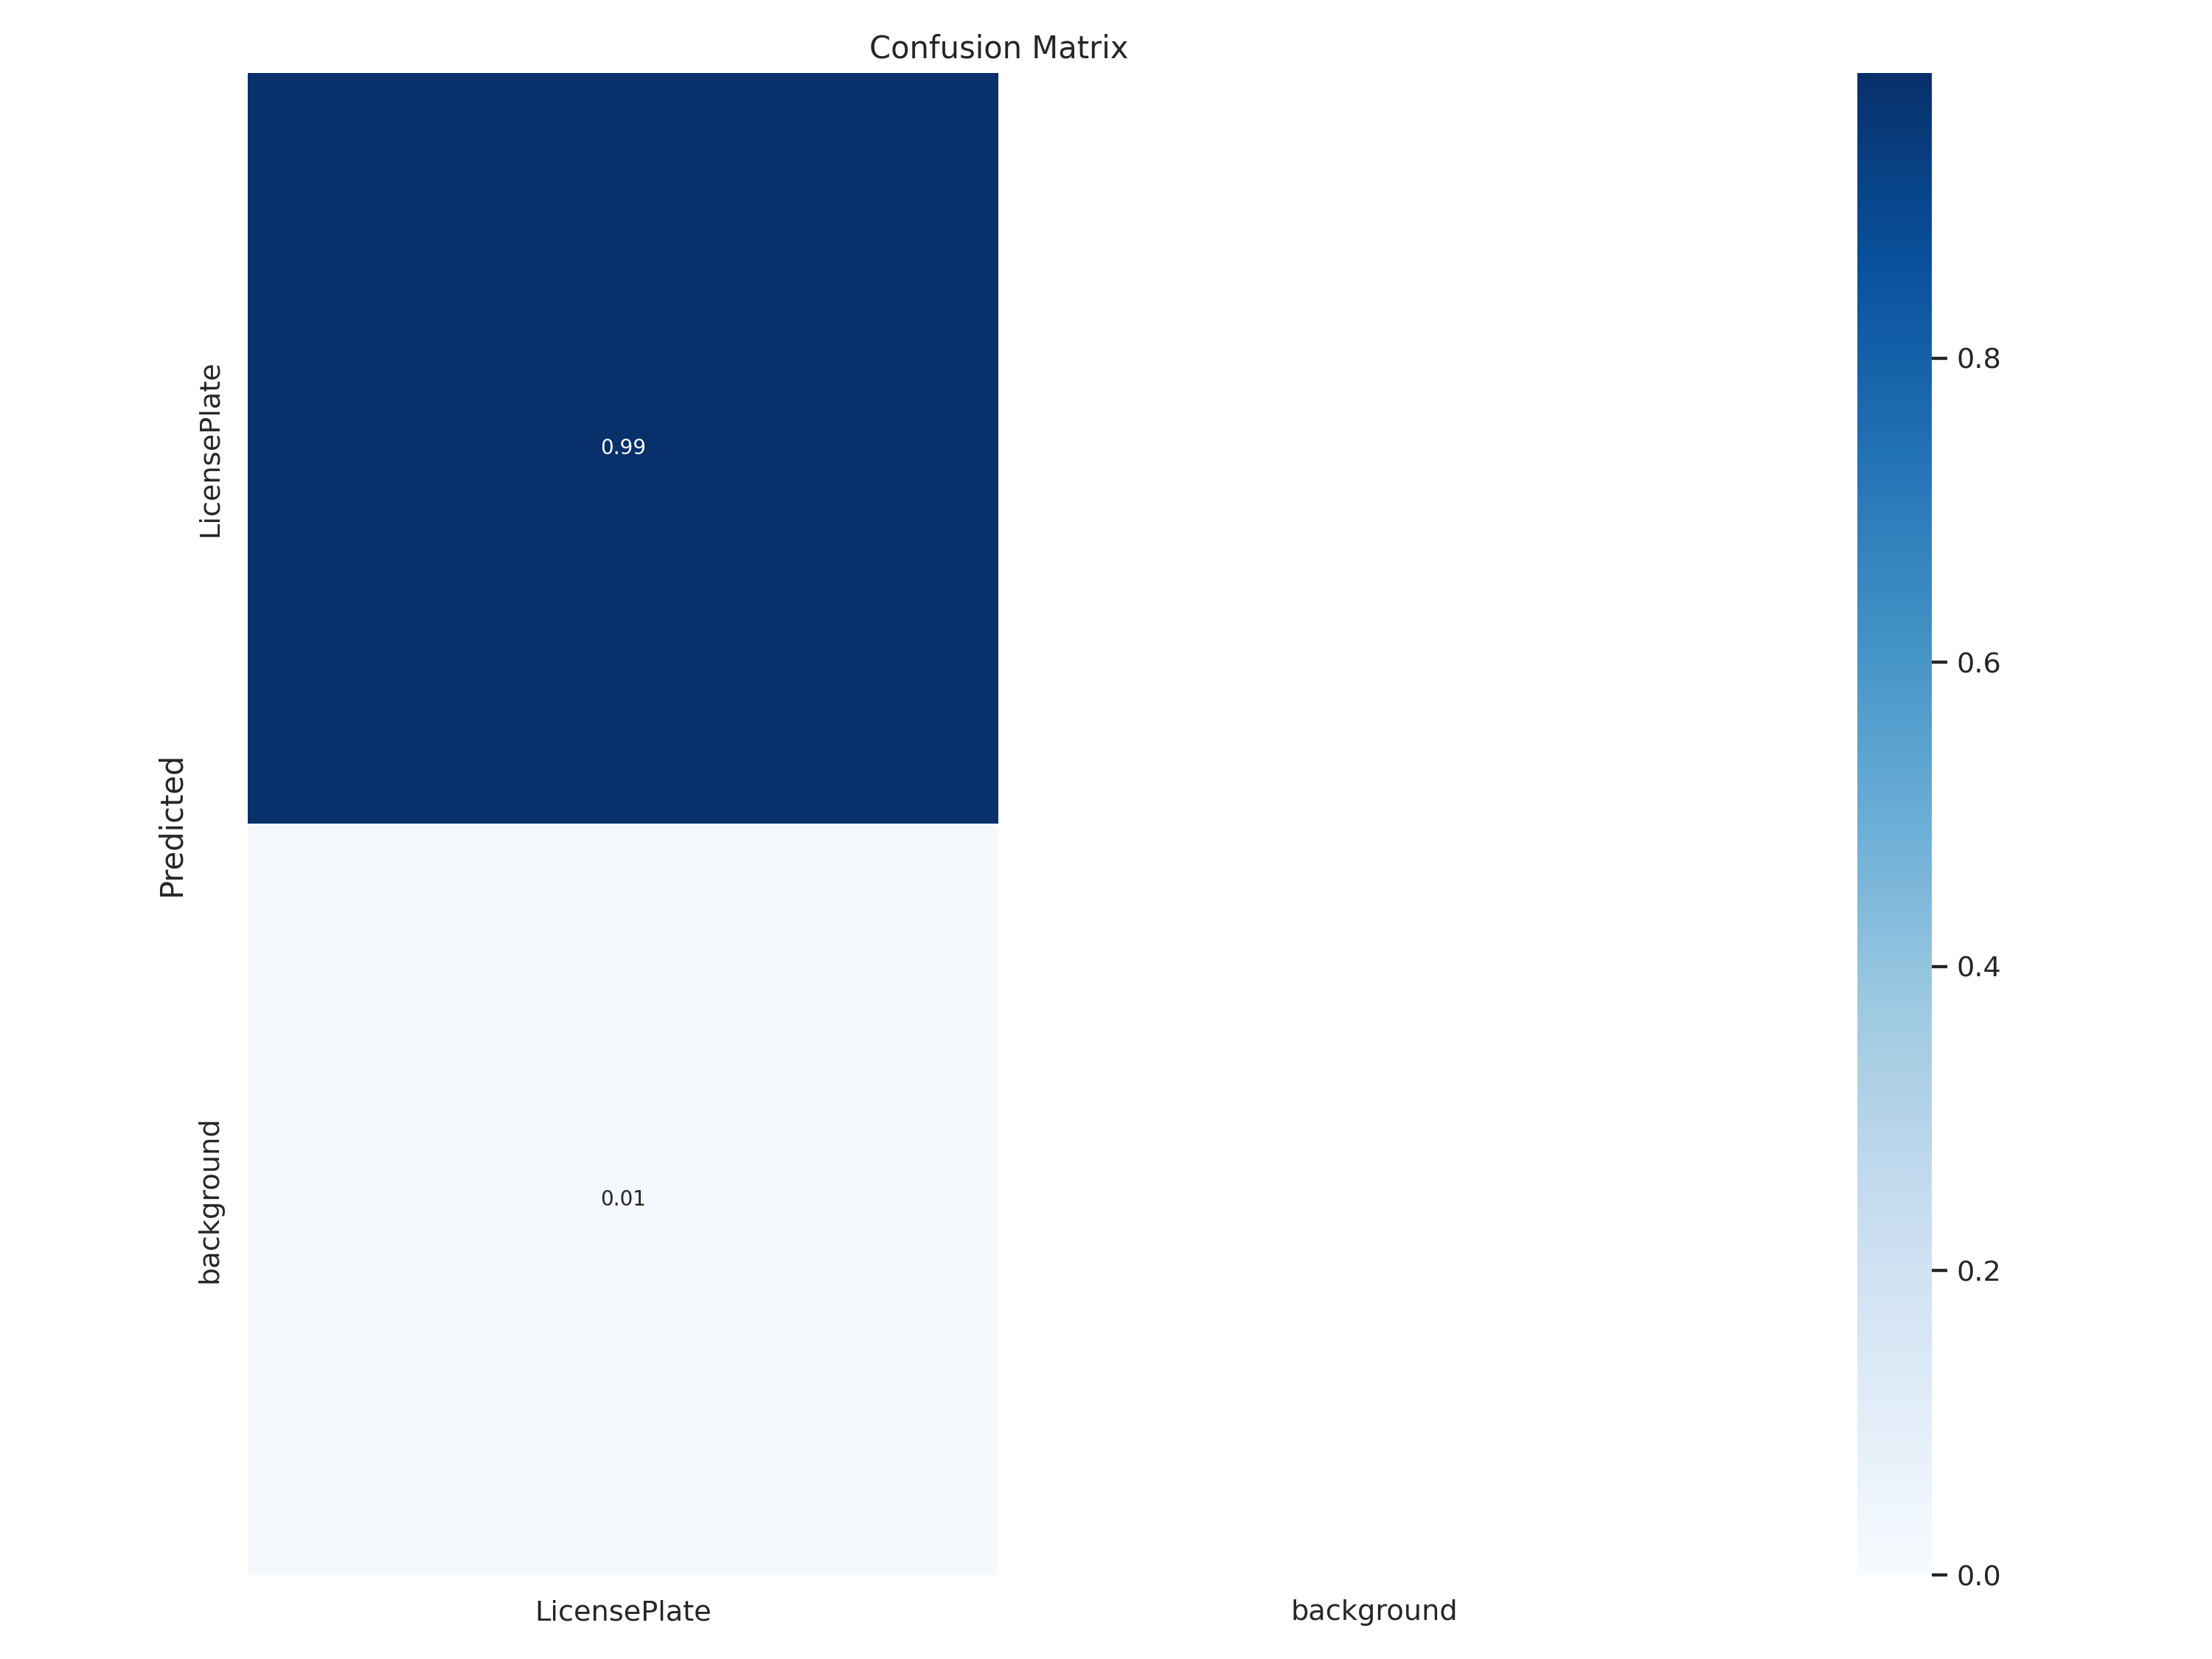 Confusion Matrix
LicensePlate
0.99
Predicted
background
0.01
LicensePlate
background
0.8
0.6
0.4
0.2
0.0